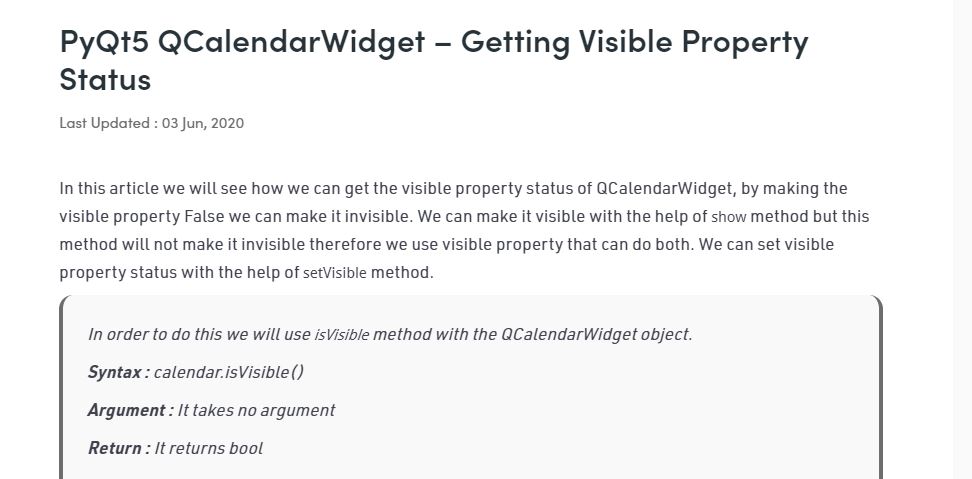 PyQt5 QCalendarWidget – Getting Visible Property
Status
Last Updated : 03 Jun, 2020
In this article we will see how we can get the visible property status of QCalendarWidget, by making the
visible property False we can make it invisible. We can make it visible with the help of show method but this
method will not make it invisible therefore we use visible property that can do both. We can set visible
property status with the help of setVisible method.
In order to do this we will use isVisible method with the QCalendarWidget object.
Syntax : calendar.isVisible()
Argument : It takes no argument
Return : It returns bool